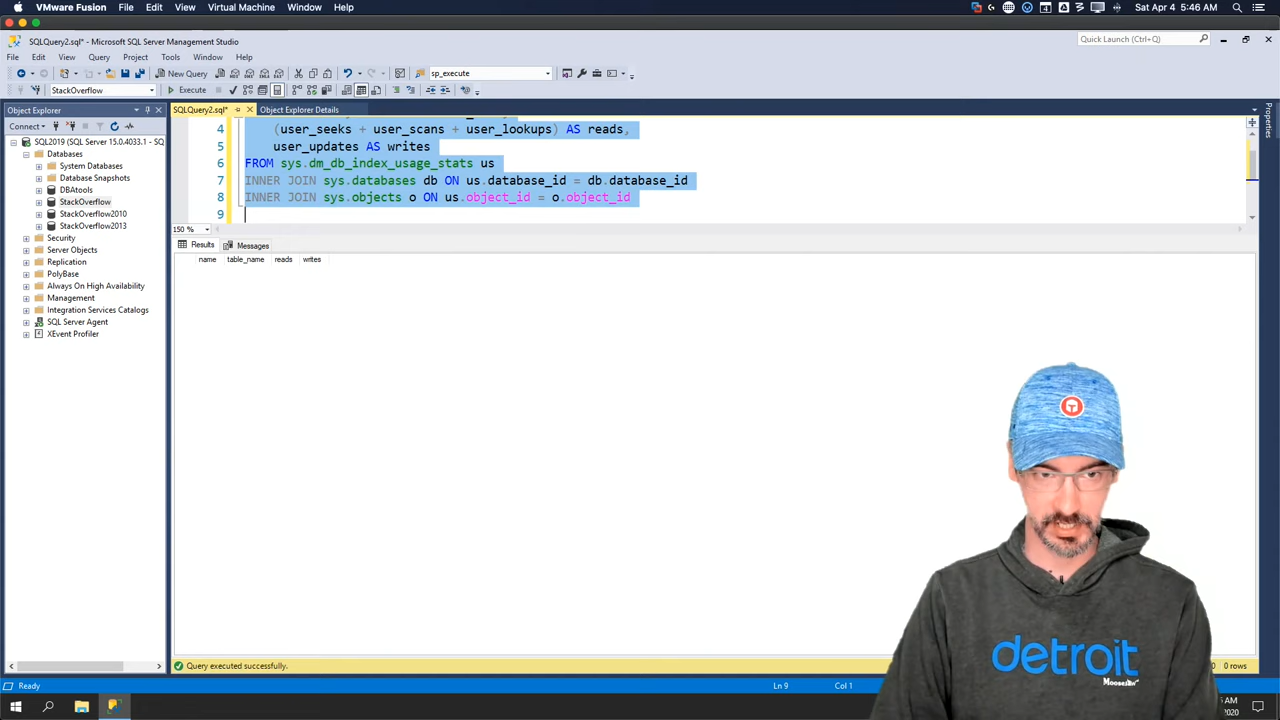 VMware Fusion File Edit View Virtual Machine Window Help
Sat Apr 4 5:46 AM
SQLQuery2.sql* - Microsoft SQL Server Management Studio
Quick Launch (Ctrl+Q)
File Edit View Query Project Tools Window Help
New Query
sp_execute
StackOverflow
Execute
Object Explorer
SQLQuery2.sql*
Object Explorer Details
Connect
SQL2019 (SQL Server 15.0.4033.1 - SQ
Databases
System Databases
Database Snapshots
DBAtools
StackOverflow
StackOverflow2010
StackOverflow2013
Security
Server Objects
Replication
PolyBase
Always On High Availability
Management
Integration Services Catalogs
SQL Server Agent
XEvent Profiler
4 (user_seeks + user_scans + user_lookups) AS reads,
5 user_updates AS writes
6 FROM sys.dm_db_index_usage_stats us
7 INNER JOIN sys.databases db ON us.database_id = db.database_id
8 INNER JOIN sys.objects o ON us.object_id = o.object_id
9
150 %
Results Messages
name table_name reads writes
Properties
detroit
Moosejaw
Query executed successfully.
0 rows
Ready
Ln 9
Col 1
AM
2020